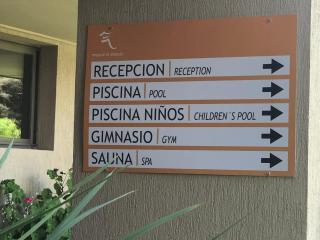 RECEPCION | RECEPTION
PISCINA | POOL
PISCINA NIÑOS | CHILDREN´S POOL
GIMNASIO | GYM
SAUNA | SPA